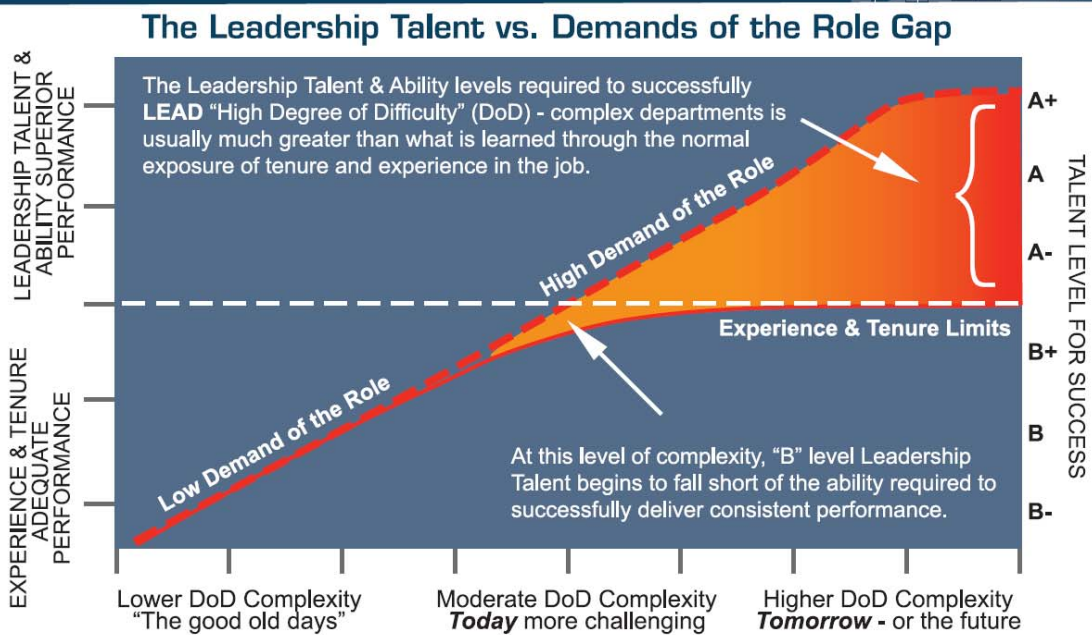 The Leadership Talent vs. Demands of the Role Gap
LEADERSHIP TALENT &
ABILITY SUPERIOR
PERFORMANCE
EXPERIENCE & TENURE
ADEQUATE
PERFORMANCE
The Leadership Talent & Ability levels required to successfully
LEAD “High Degree of Difficulty” (DoD) - complex departments is
usually much greater than what is learned through the normal
exposure of tenure and experience in the job.
High Demand of the Role
Low Demand of the Role
Experience & Tenure Limits
At this level of complexity, “B” level Leadership
Talent begins to fall short of the ability required to
successfully deliver consistent performance.
A+
A
A-
B+
B
B-
TALENT LEVEL FOR SUCCESS
Lower DoD Complexity
“The good old days”
Moderate DoD Complexity
Today more challenging
Higher DoD Complexity
Tomorrow - or the future